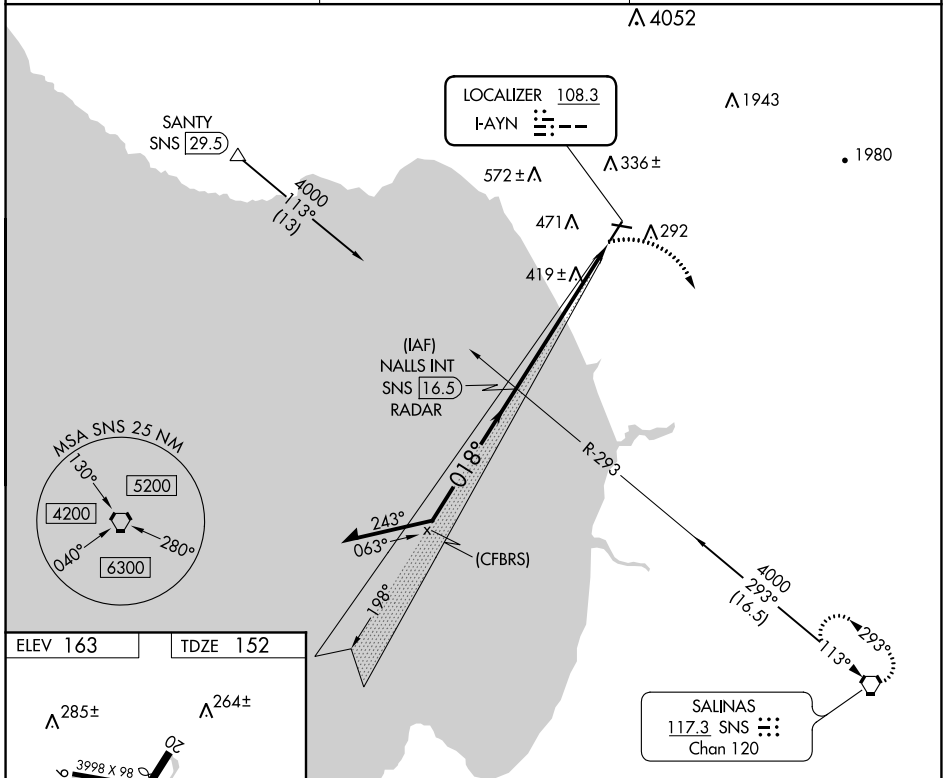 4052
LOCALIZER 108.3
I-AYN
1943
SANTY
SNS 29.5
572±
336±
1980
4000
113°
(13)
471
292
419±
(IAF)
NALLS INT
SNS 16.5
RADAR
R-293
MSA SNS 25 NM
130°
5200
4200
040°
280°
6300
018°
243°
063°
(CFBRS)
198°
4000
293°
(16.5)
113°
293°
ELEV 163
TDZE 152
285±
264±
SALINAS
117.3 SNS
Chan 120
20
3998 X 98
9